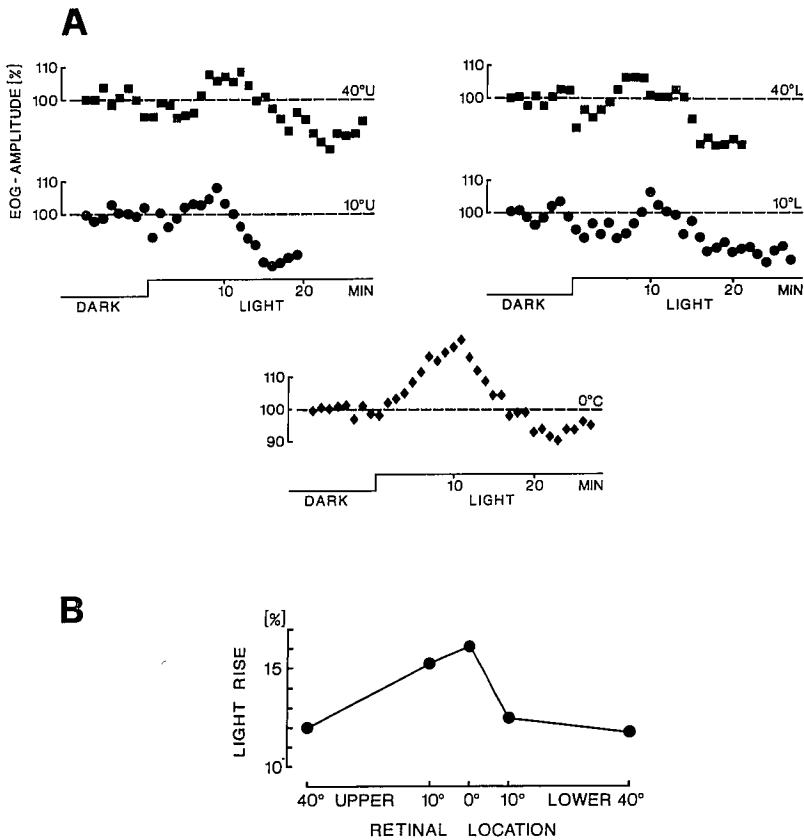 A
EOG-AMPLITUDE [%]
110
100
40°U
110
100
10°U
10
20
MIN
DARK
LIGHT
110
100
40°L
110
100
10°L
10
20
MIN
DARK
LIGHT
110
100
90
0°C
10
20
MIN
DARK
LIGHT
B
[%]
15
10
LIGHT RISE
40° UPPER 10° 0° 10° LOWER 40°
RETINAL LOCATION